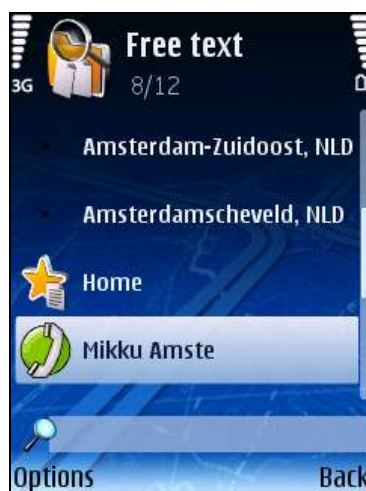 Free text
3G
8/12
Amsterdam-Zuidoost, NLD
Amsterdamscheveld, NLD
Home
Mikku Amste
Options Back